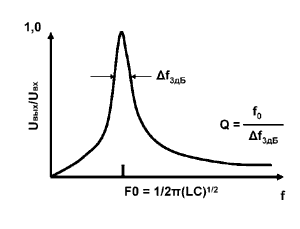 1,0
Uвых/Uвх
Δf3дБ
Q = f0/Δf3дБ
f
F0 = 1/2π(LC)1/2